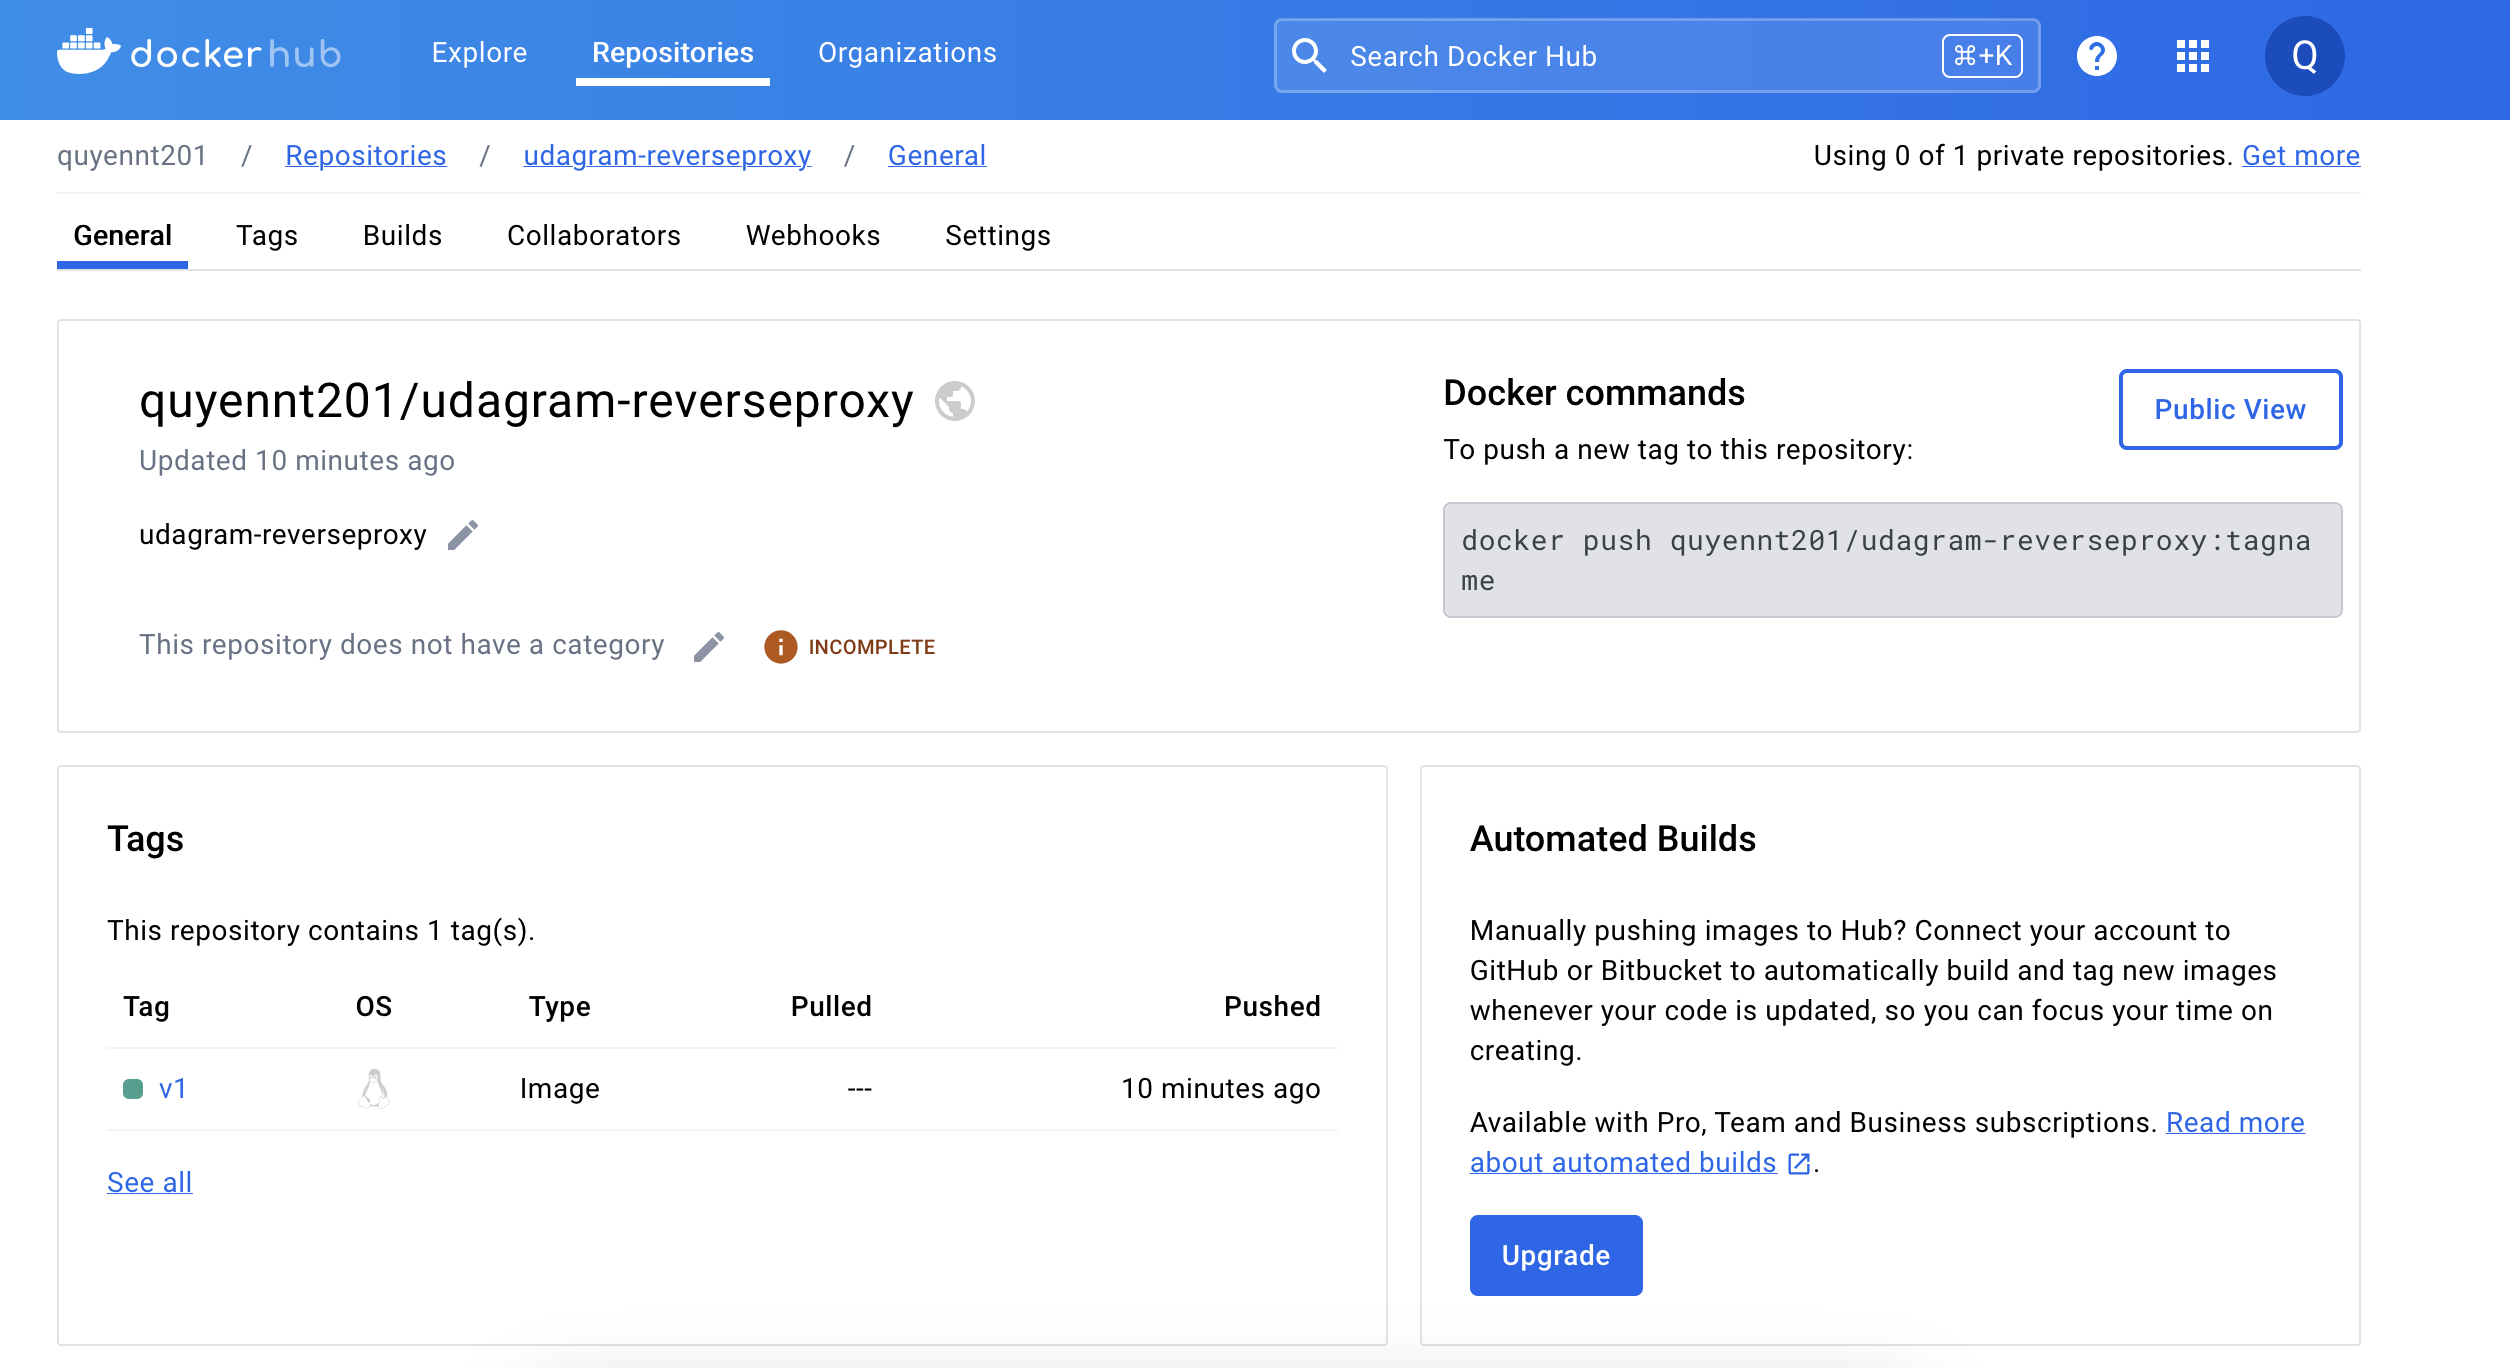 dockerhub Explore Repositories Organizations Search Docker Hub ⌘+K ? Q
quyennt201 / Repositories / udagram-reverseproxy / General Using 0 of 1 private repositories. Get more
General Tags Builds Collaborators Webhooks Settings
quyennt201/udagram-reverseproxy
Updated 10 minutes ago
udagram-reverseproxy
This repository does not have a category i INCOMPLETE
Docker commands
Public View
To push a new tag to this repository:
docker push quyennt201/udagram-reverseproxy:tagna
me
Tags
This repository contains 1 tag(s).
Tag OS Type Pulled Pushed
v1 Image --- 10 minutes ago
See all
Automated Builds
Manually pushing images to Hub? Connect your account to
GitHub or Bitbucket to automatically build and tag new images
whenever your code is updated, so you can focus your time on
creating.
Available with Pro, Team and Business subscriptions. Read more
about automated builds .
Upgrade